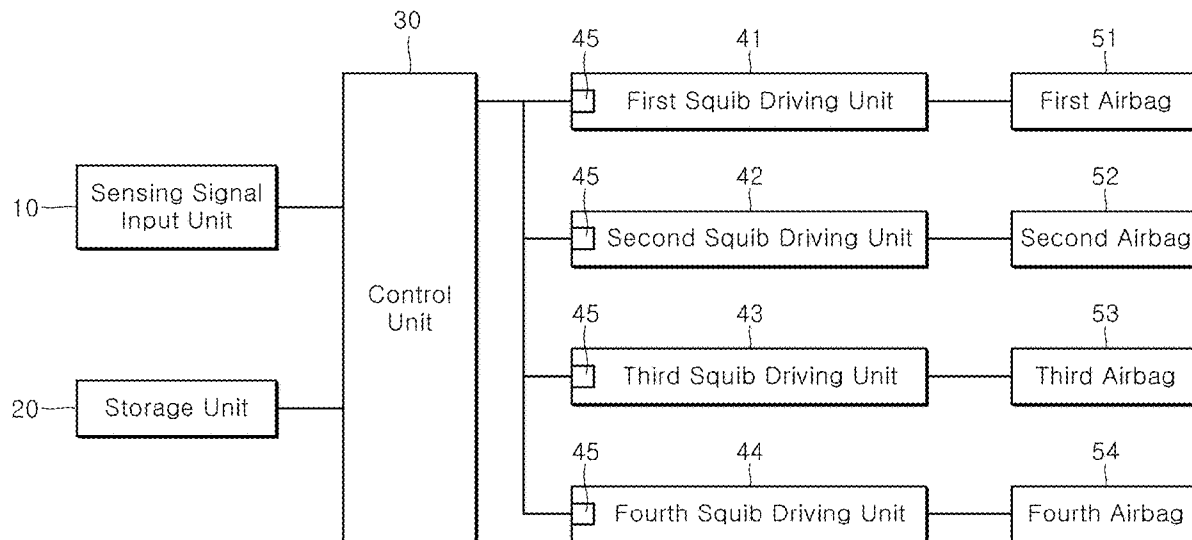 30
45
41
51
First Squib Driving Unit
First Airbag
10
Sensing Signal
Input Unit
45
42
52
Second Squib Driving Unit
Second Airbag
Control
Unit
45
43
53
Third Squib Driving Unit
Third Airbag
20
Storage Unit
45
44
54
Fourth Squib Driving Unit
Fourth Airbag